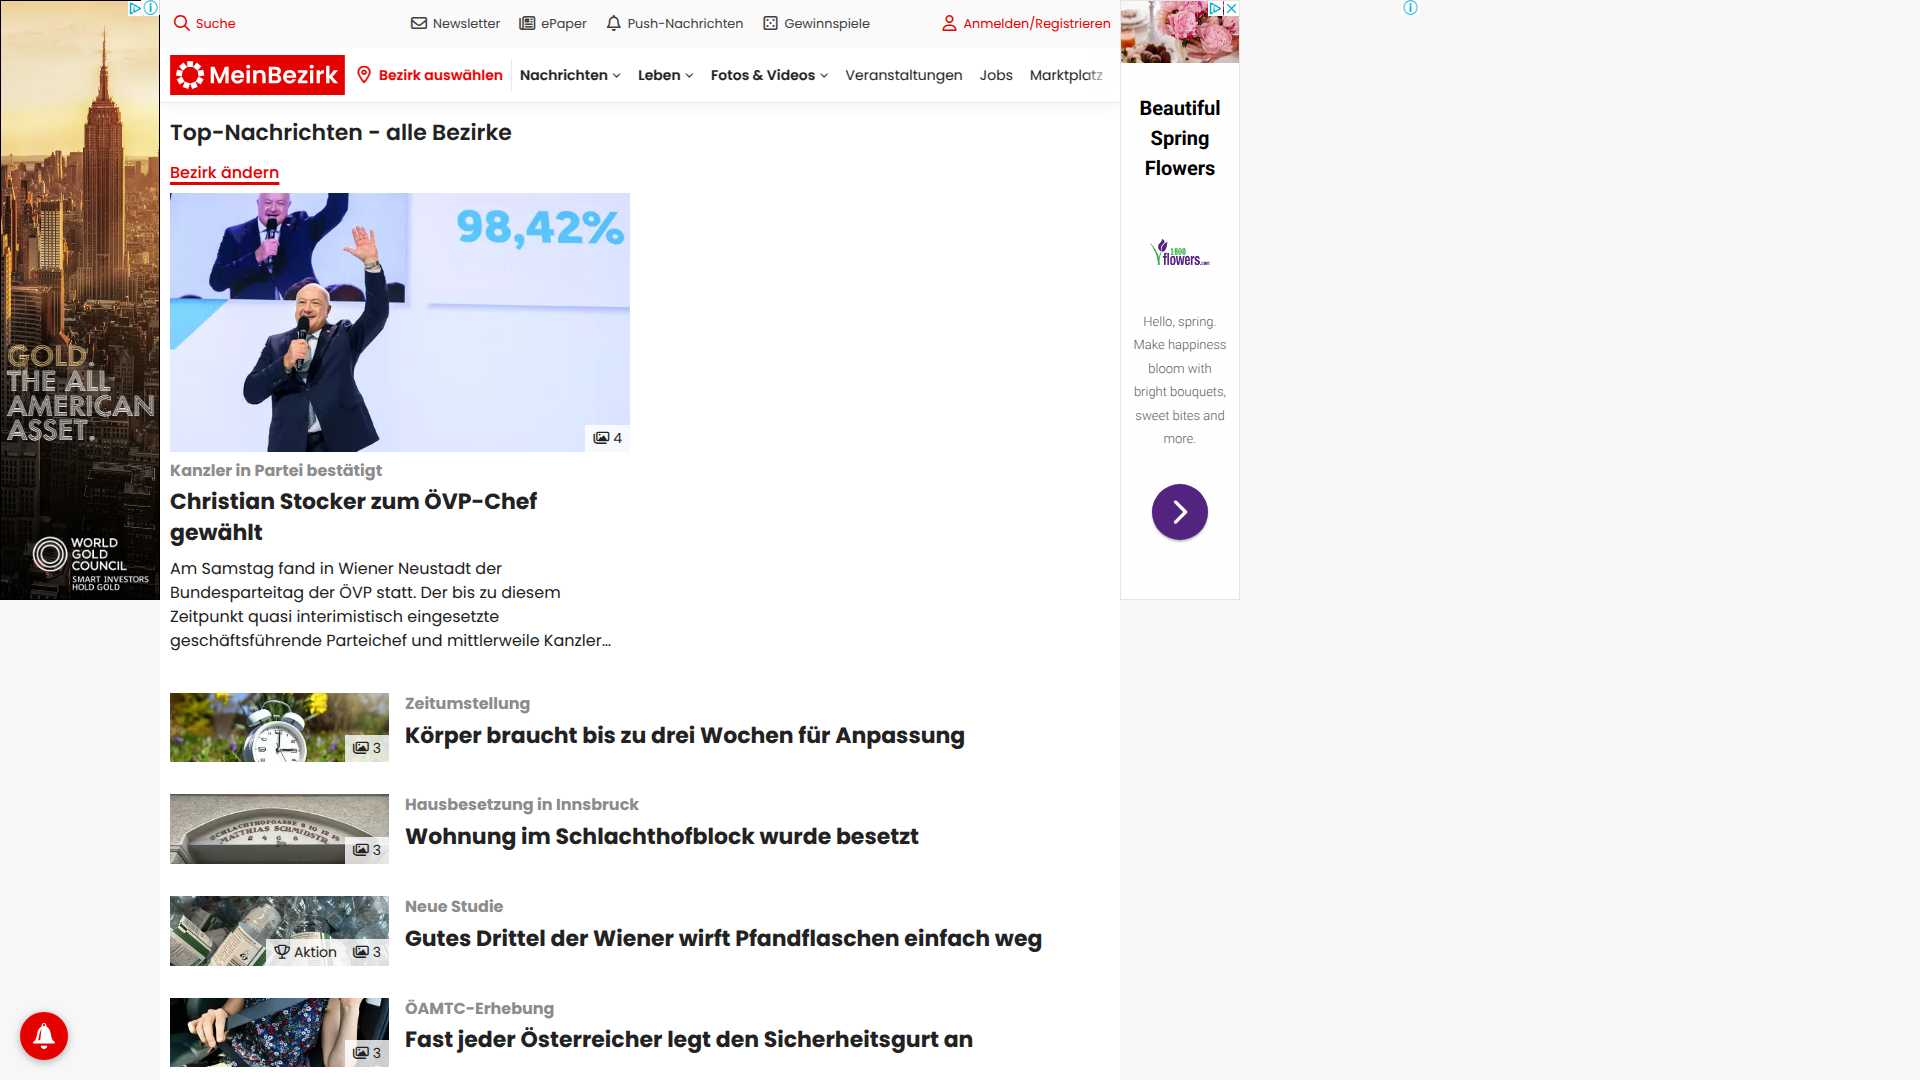 Suche
Newsletter
ePaper
Push-Nachrichten
Gewinnspiele
Anmelden/Registrieren
MeinBezirk
Bezirk auswählen
Nachrichten
Leben
Fotos & Videos
Veranstaltungen
Jobs
Marktplatz
Top-Nachrichten - alle Bezirke
Bezirk ändern
98,42%
4
Kanzler in Partei bestätigt
Christian Stocker zum ÖVP-Chef
gewählt
Am Samstag fand in Wiener Neustadt der
Bundesparteitag der ÖVP statt. Der bis zu diesem
Zeitpunkt quasi interimistisch eingesetzte
geschäftsführende Parteichef und mittlerweile Kanzler...
3
Zeitumstellung
Körper braucht bis zu drei Wochen für Anpassung
MATTHIAS SCHMIDSTR.
3
Hausbesetzung in Innsbruck
Wohnung im Schlachthofblock wurde besetzt
Aktion
3
Neue Studie
Gutes Drittel der Wiener wirft Pfandflaschen einfach weg
3
ÖAMTC-Erhebung
Fast jeder Österreicher legt den Sicherheitsgurt an
GOLD.
THE ALL
AMERICAN
ASSET.
WORLD
GOLD
COUNCIL
SMART INVESTORS
HOLD GOLD
Beautiful
Spring
Flowers
1800
flowers.com
Hello, spring.
Make happiness
bloom with
bright bouquets,
sweet bites and
more.